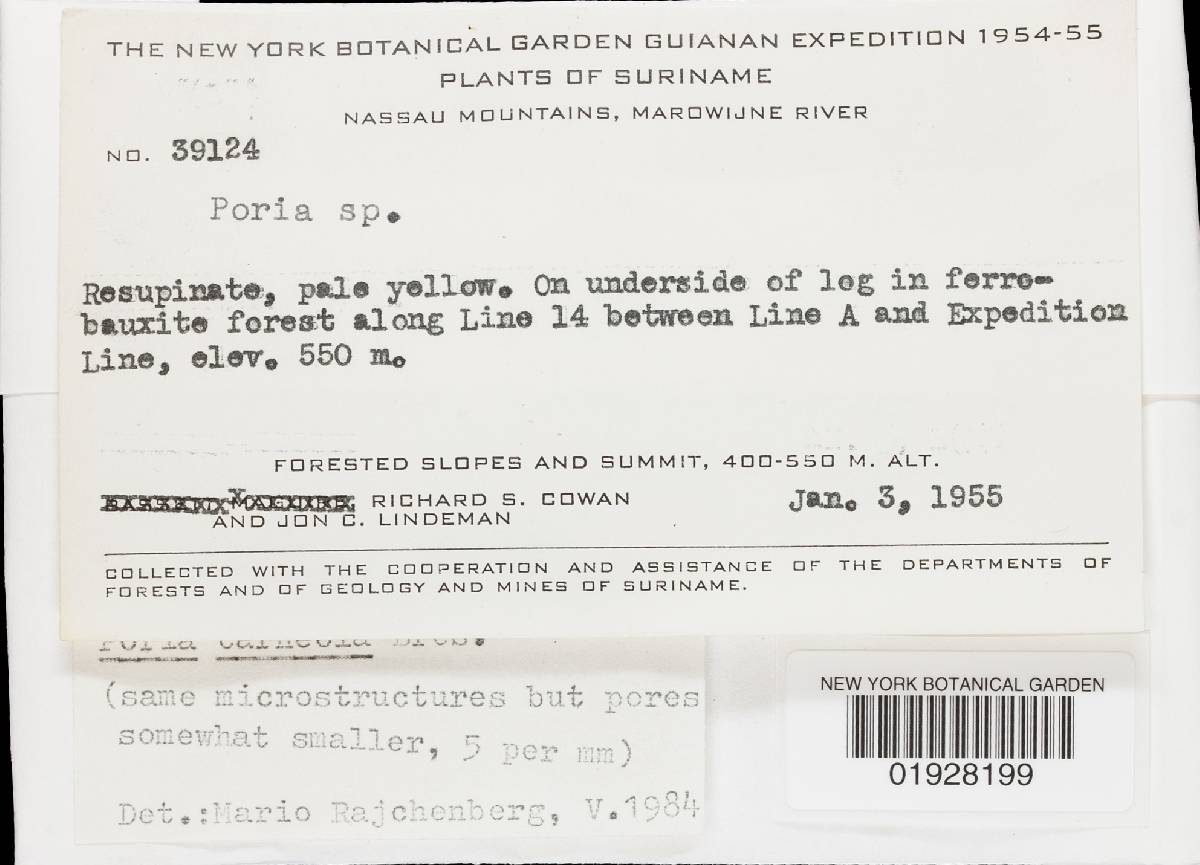 THE NEW YORK BOTANICAL GARDEN GUIANAN EXPEDITION 1954-55
PLANTS OF SURINAME
NASSAU MOUNTAINS, MAROWIJNE RIVER
NO. 39124
Poria sp.
Resupinate, pale yellow. On underside of log in ferro-
bauxite forest along Line 14 between Line A and Expedition
Line, elev. 550 m.
FORESTED SLOPES AND SUMMIT, 400-550 M. ALT.
RICHARD S. COWAN
AND JON C. LINDEMAN
Jan. 3, 1955
COLLECTED WITH THE COOPERATION AND ASSISTANCE OF THE DEPARTMENTS OF
FORESTS AND OF GEOLOGY AND MINES OF SURINAME.
Poria
(same microstructures but pores
somewhat smaller, 5 per mm)
Det.:Mario Rajchenberg, V.1984
NEW YORK BOTANICAL GARDEN
01928199